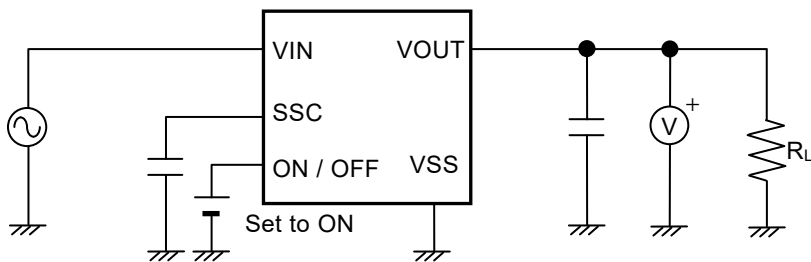 VIN
VOUT
SSC
ON / OFF
VSS
Set to ON
V
+
RL